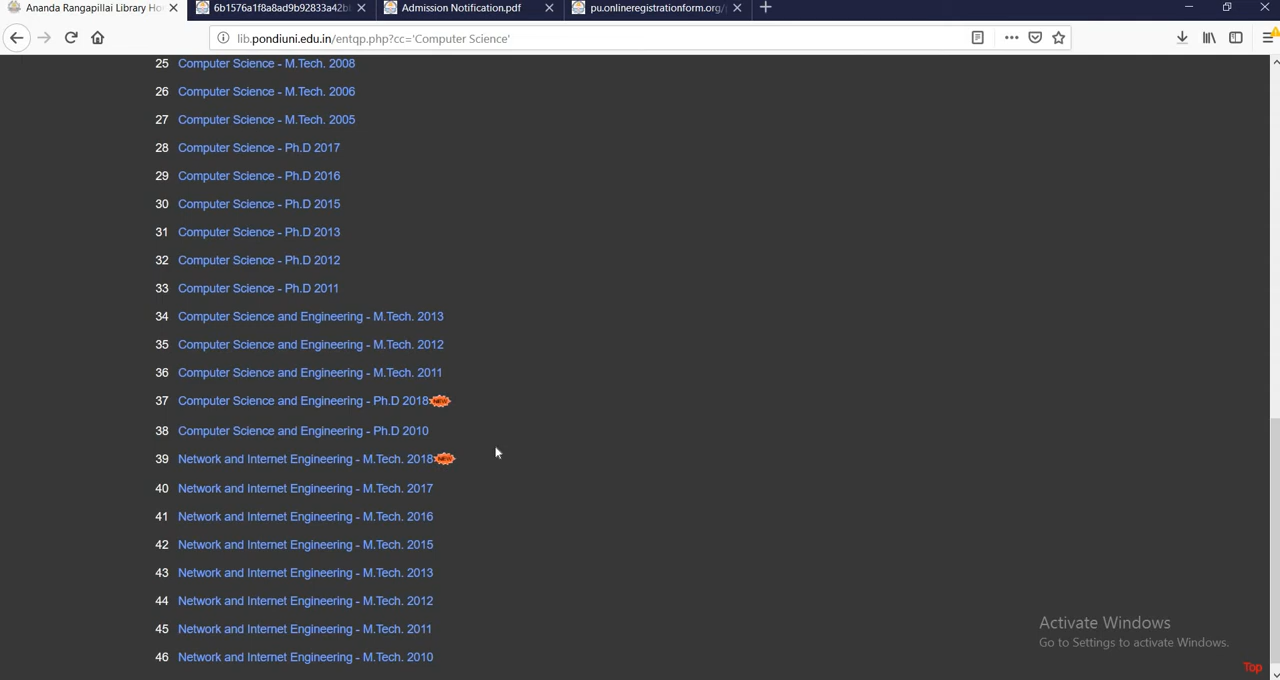 Ananda Rangapillai Library Ho
6b1576a1f8a8ad9b92833a42b
Admission Notification.pdf
pu.onlineregistrationform.org/
lib.pondiuni.edu.in/entqp.php?cc='Computer Science'
25 Computer Science - M.Tech. 2008
26 Computer Science - M.Tech. 2006
27 Computer Science - M.Tech. 2005
28 Computer Science - Ph.D 2017
29 Computer Science - Ph.D 2016
30 Computer Science - Ph.D 2015
31 Computer Science - Ph.D 2013
32 Computer Science - Ph.D 2012
33 Computer Science - Ph.D 2011
34 Computer Science and Engineering - M.Tech. 2013
35 Computer Science and Engineering - M.Tech. 2012
36 Computer Science and Engineering - M.Tech. 2011
37 Computer Science and Engineering - Ph.D 2018 NEW
38 Computer Science and Engineering - Ph.D 2010
39 Network and Internet Engineering - M.Tech. 2018 NEW
40 Network and Internet Engineering - M.Tech. 2017
41 Network and Internet Engineering - M.Tech. 2016
42 Network and Internet Engineering - M.Tech. 2015
43 Network and Internet Engineering - M.Tech. 2013
44 Network and Internet Engineering - M.Tech. 2012
45 Network and Internet Engineering - M.Tech. 2011
46 Network and Internet Engineering - M.Tech. 2010
Activate Windows
Go to Settings to activate Windows.
Top